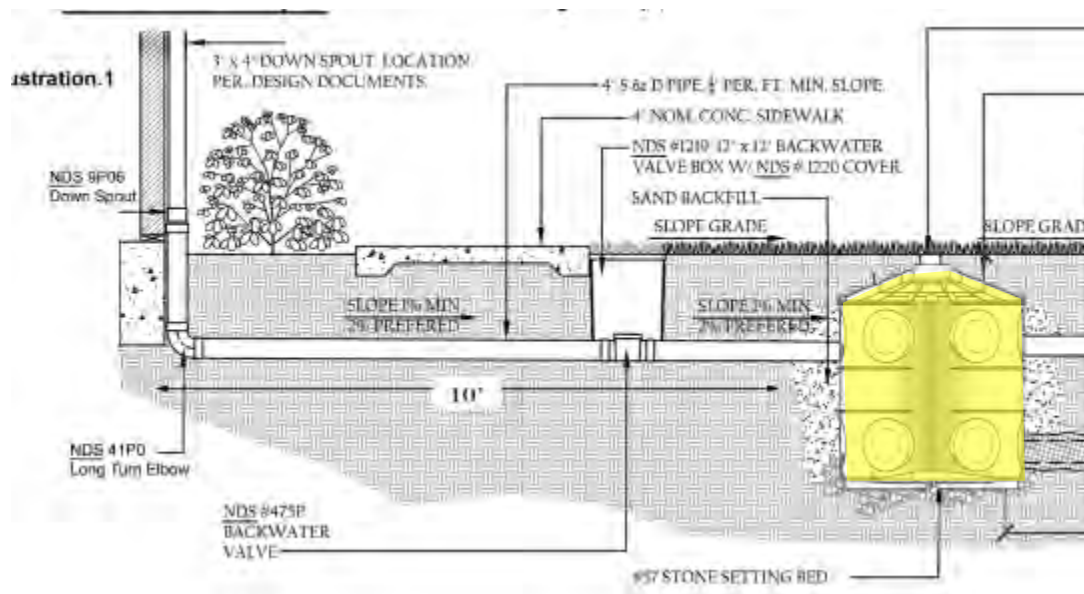 ustration.1
3" x 4" DOWN SPOUT LOCATION
PER. DESIGN DOCUMENTS.
NDS 9P06
Down Spout
4" S & D PIPE, PER. FT. MIN. SLOPE
4" NOM. CONC. SIDEWALK
NDS #1219 12" x 12" BACKWATER
VALVE BOX W/ NDS # 1220 COVER
SAND BACKFILL
SLOPE GRADE
SLOPE GRAD
SLOPE 1% MIN
2% PREFERED
SLOPE 1% MIN
2% PREFERED
10'
NDS 41P0
Long Turn Elbow
NDS #475P
BACKWATER
VALVE
#57 STONE SETTING BED